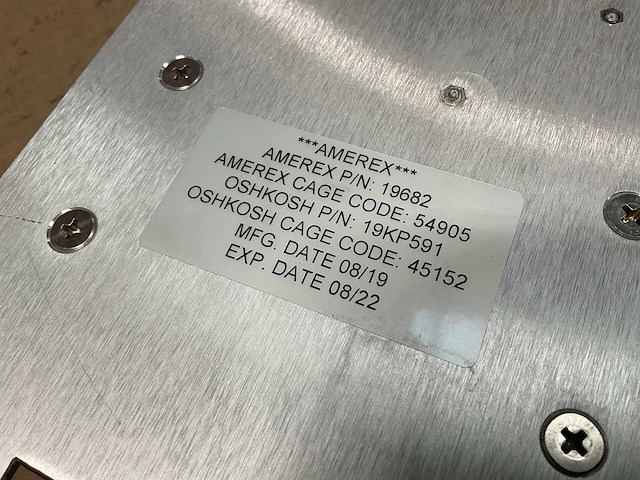 ***AMEREX***
AMEREX P/N: 19682
AMEREX CAGE CODE: 54905
OSHKOSH P/N: 19KP591
OSHKOSH CAGE CODE: 45152
MFG. DATE 08/19
EXP. DATE 08/22